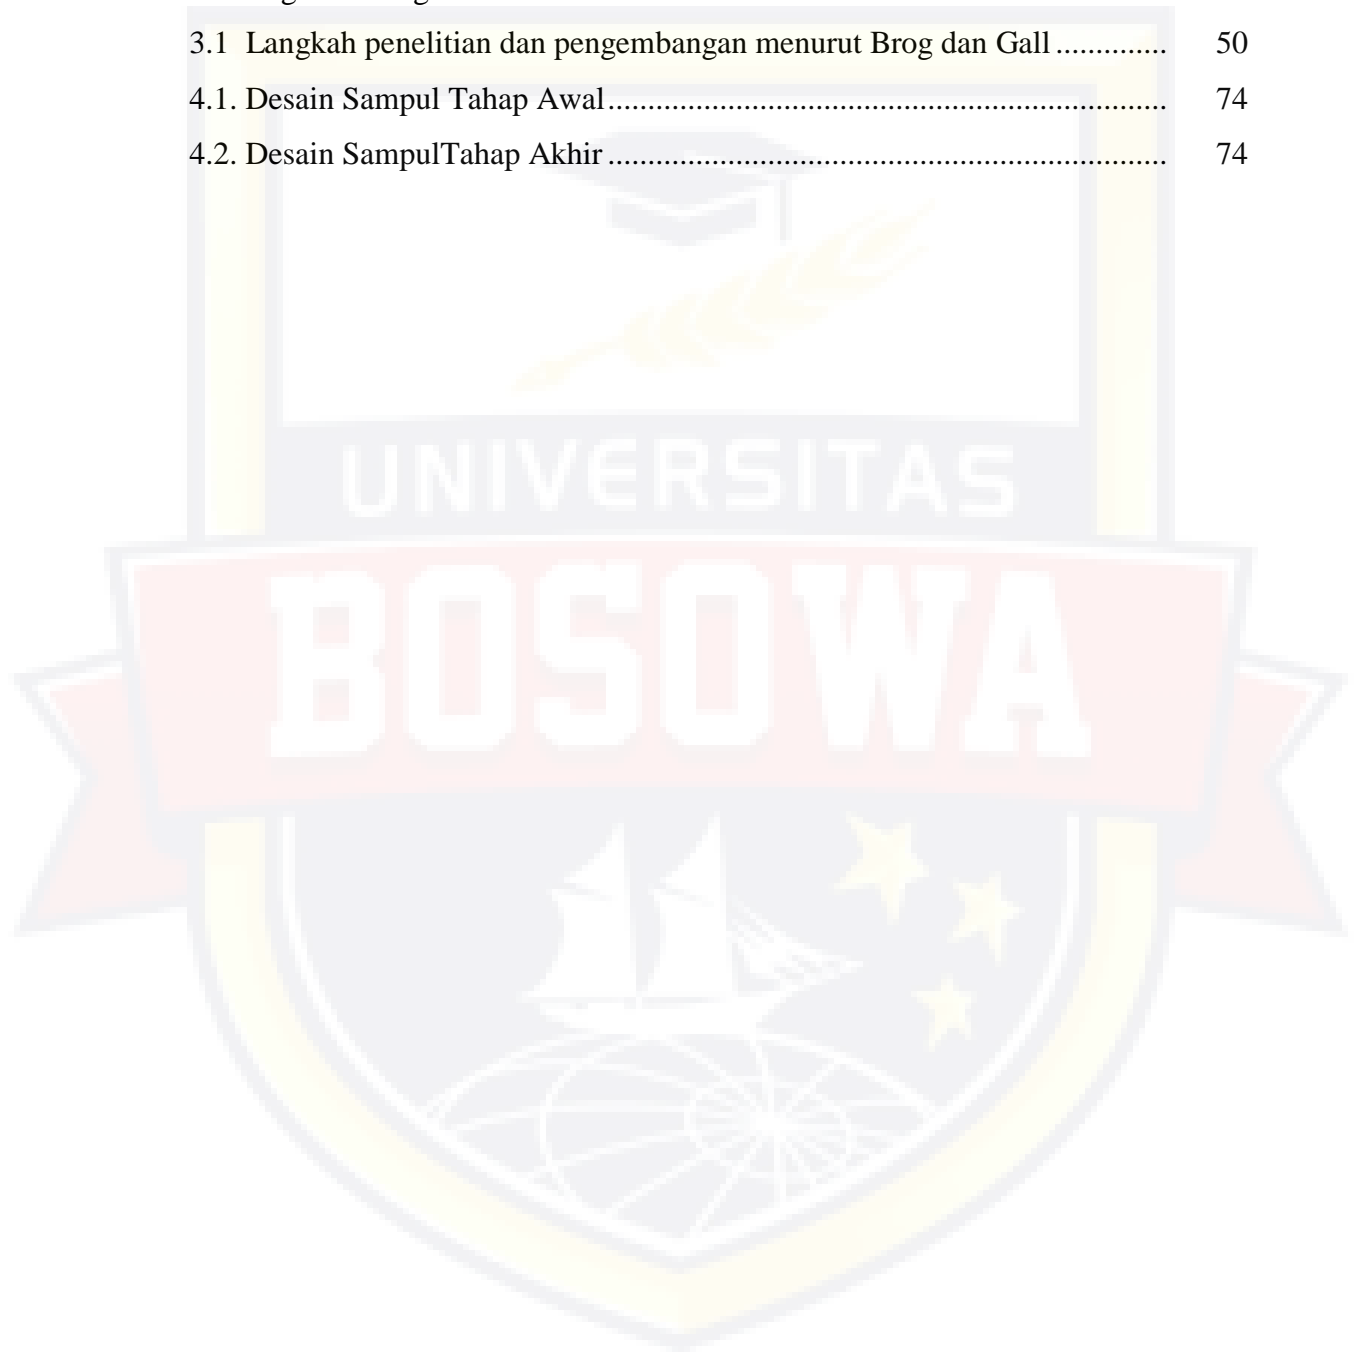 3.1 Langkah penelitian dan pengembangan menurut Brog dan Gall .............. 50
4.1. Desain Sampul Tahap Awal ...................................................................... 74
4.2. Desain SampulTahap Akhir ...................................................................... 74
UNIVERSITAS
BOSOWA